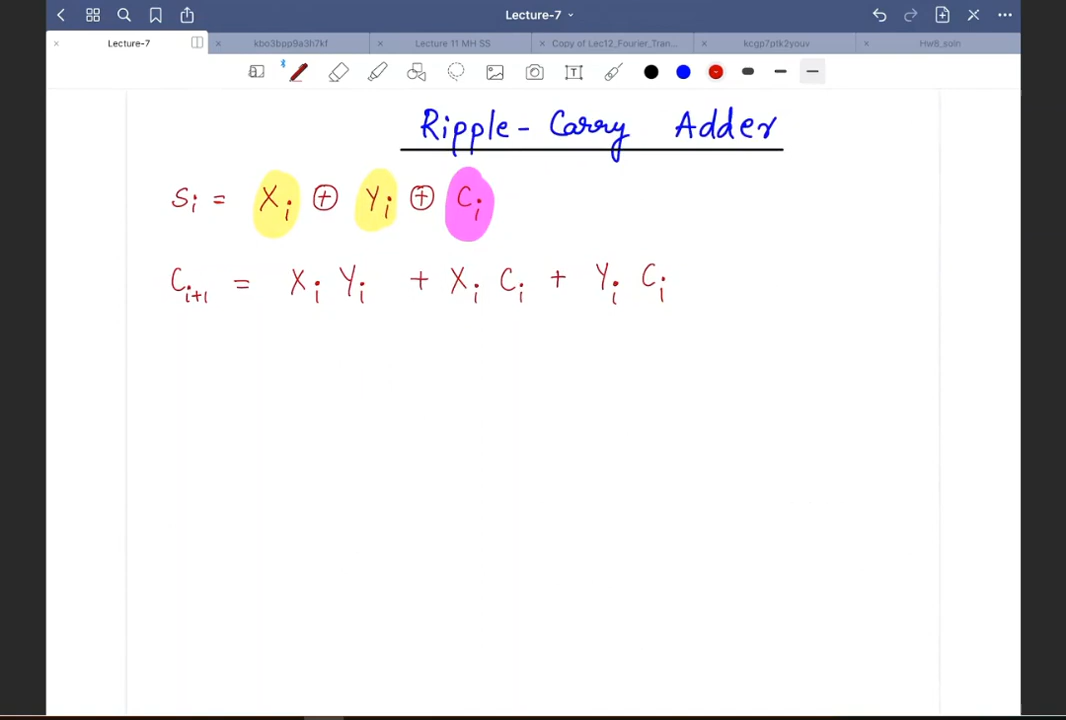 Lecture-7
Lecture-7 kbo3bpp9a3h7kf Lecture 11 MH SS Copy of Lec12_Fourier_Tran... kcgp7ptk2youv Hw8_soln
Ripple-Carry Adder
Sᵢ = Xᵢ ⊕ Yᵢ ⊕ Cᵢ
Cᵢ₊₁ = Xᵢ Yᵢ + Xᵢ Cᵢ + Yᵢ Cᵢ